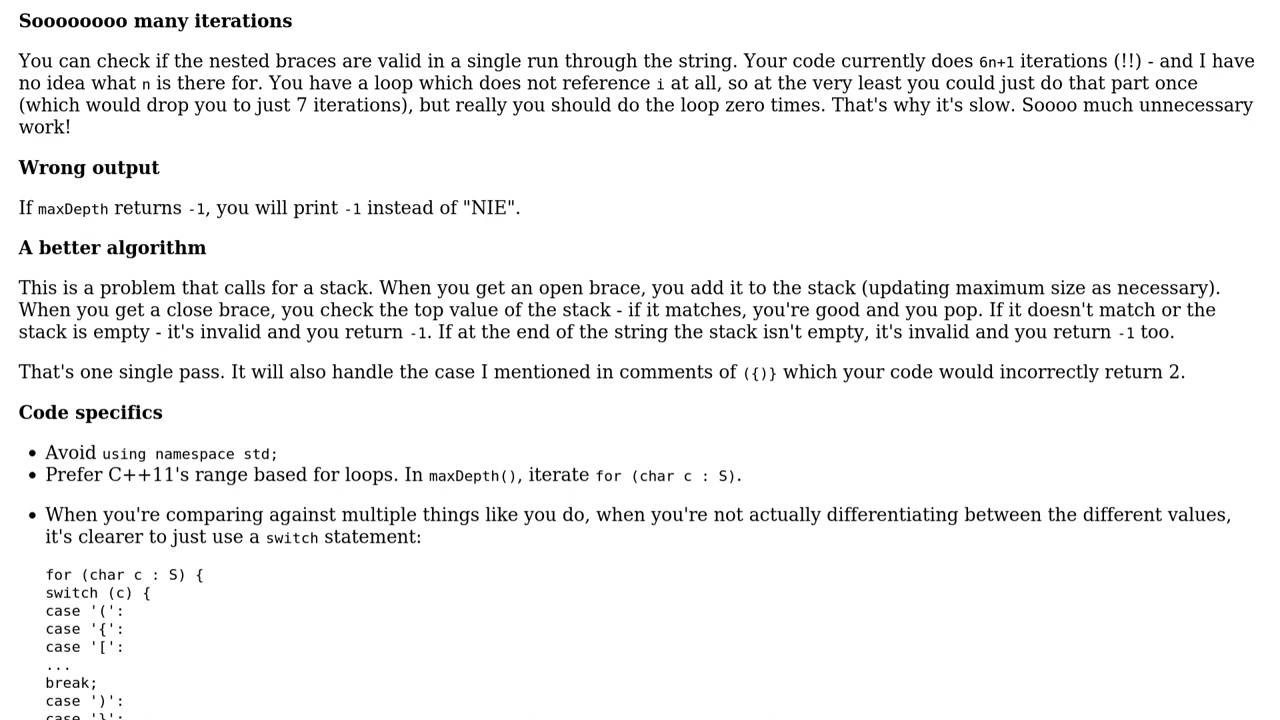 Soooooooo many iterations
You can check if the nested braces are valid in a single run through the string. Your code currently does 6n+1 iterations (!!) - and I have
no idea what n is there for. You have a loop which does not reference i at all, so at the very least you could just do that part once
(which would drop you to just 7 iterations), but really you should do the loop zero times. That's why it's slow. Soooo much unnecessary
work!
Wrong output
If maxDepth returns -1, you will print -1 instead of "NIE".
A better algorithm
This is a problem that calls for a stack. When you get an open brace, you add it to the stack (updating maximum size as necessary).
When you get a close brace, you check the top value of the stack - if it matches, you're good and you pop. If it doesn't match or the
stack is empty - it's invalid and you return -1. If at the end of the string the stack isn't empty, it's invalid and you return -1 too.
That's one single pass. It will also handle the case I mentioned in comments of ({)} which your code would incorrectly return 2.
Code specifics
• Avoid using namespace std;
• Prefer C++11's range based for loops. In maxDepth(), iterate for (char c : S).
• When you're comparing against multiple things like you do, when you're not actually differentiating between the different values,
it's clearer to just use a switch statement:
for (char c : S) {
switch (c) {
case '(':
case '{':
case '[':
...
break;
case ')':
case '}':